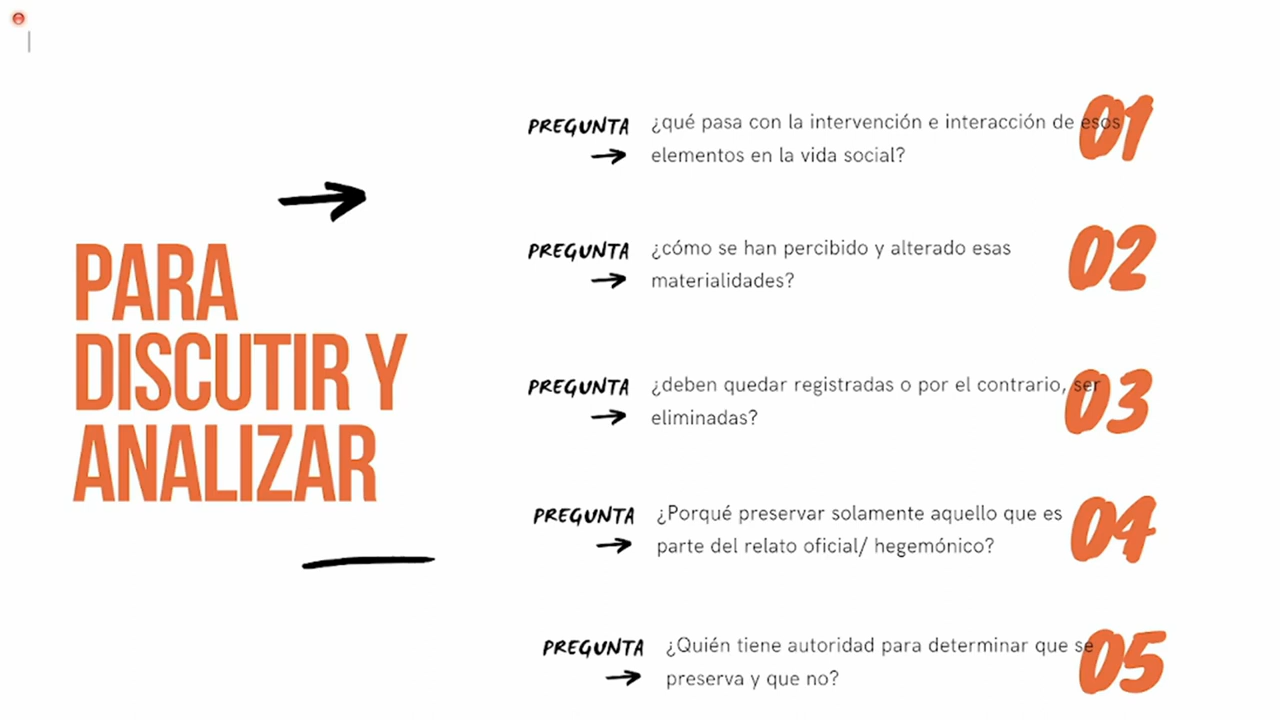 PARA
DISCUTIR Y
ANALIZAR
PREGUNTA
¿qué pasa con la intervención e interacción de esos
elementos en la vida social?
01
PREGUNTA
¿cómo se han percibido y alterado esas
materialidades?
02
PREGUNTA
¿deben quedar registradas o por el contrario, ser
eliminadas?
03
PREGUNTA
¿Porqué preservar solamente aquello que es
parte del relato oficial/ hegemónico?
04
PREGUNTA
¿Quién tiene autoridad para determinar que se
preserva y que no?
05